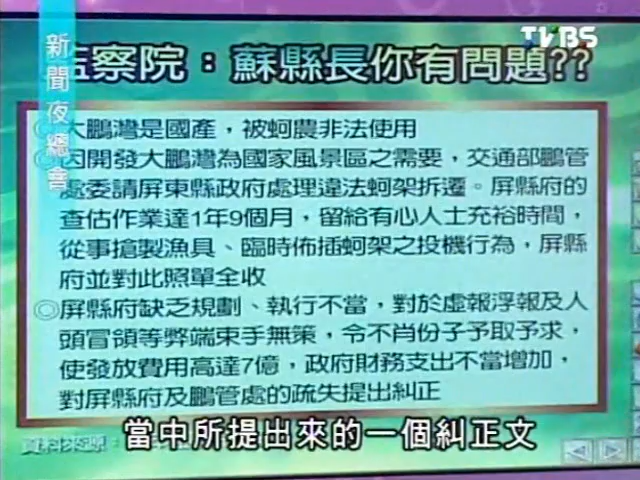 TVBS
新聞夜總會
監察院：蘇縣長你有問題??
◎大鵬灣是國產，被蚵農非法使用
◎因開發大鵬灣為國家風景區之需要，交通部鵬管
處委請屏東縣政府處理違法蚵架拆遷。屏縣府的
查估作業達1年9個月，留給有心人士充裕時間，
從事搶製漁具、臨時佈插蚵架之投機行為，屏縣
府並對此照單全收
◎屏縣府缺乏規劃、執行不當，對於虛報浮報及人
頭冒領等弊端束手無策，令不肖份子予取予求，
使發放費用高達7億，政府財務支出不當增加，
對屏縣府及鵬管處的疏失提出糾正
資料來源：
當中所提出來的一個糾正文